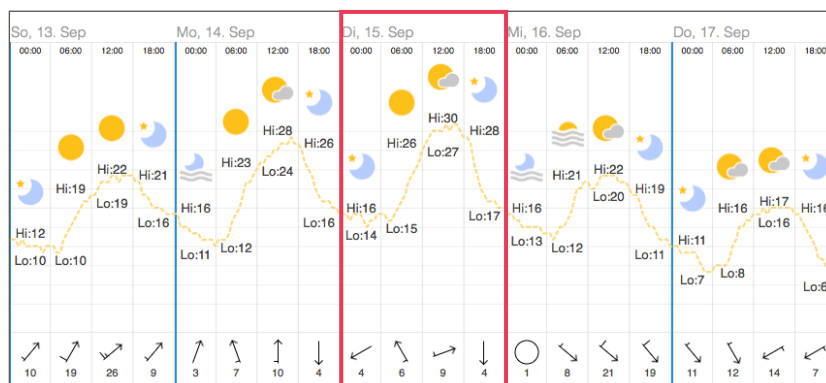 So, 13. Sep
Mo, 14. Sep
Di, 15. Sep
Mi, 16. Sep
Do, 17. Sep
00:00 06:00 12:00 18:00 00:00 06:00 12:00 18:00 00:00 06:00 12:00 18:00 00:00 06:00 12:00 18:00 00:00 06:00 12:00 18:00
Hi:12 Hi:19 Hi:22 Hi:21 Hi:16 Hi:23 Hi:28 Hi:26 Hi:16 Hi:26 Hi:30 Hi:28 Hi:16 Hi:21 Hi:22 Hi:19 Hi:11 Hi:16 Hi:17 Hi:16
Lo:10 Lo:10 Lo:19 Lo:16 Lo:11 Lo:12 Lo:24 Lo:16 Lo:14 Lo:15 Lo:27 Lo:17 Lo:13 Lo:12 Lo:20 Lo:11 Lo:7 Lo:8 Lo:16 Lo:6
10 19 26 9 3 7 10 4 4 6 9 4 1 8 21 19 11 12 14 7